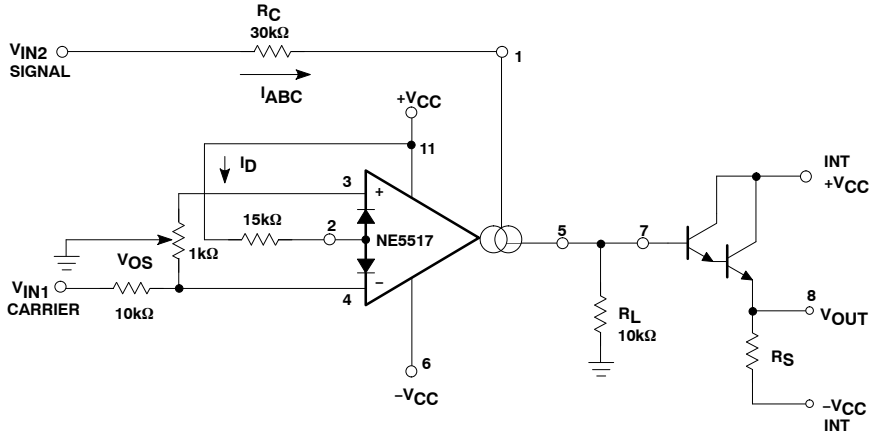 RC
30kΩ
VIN2
SIGNAL
1
IABC
+VCC
11
ID
3
+
INT
+VCC
15kΩ
2
NE5517
5
7
VOS
1kΩ
VIN1
CARRIER
10kΩ
4
−
RL
10kΩ
8
VOUT
6
−VCC
RS
−VCC
INT